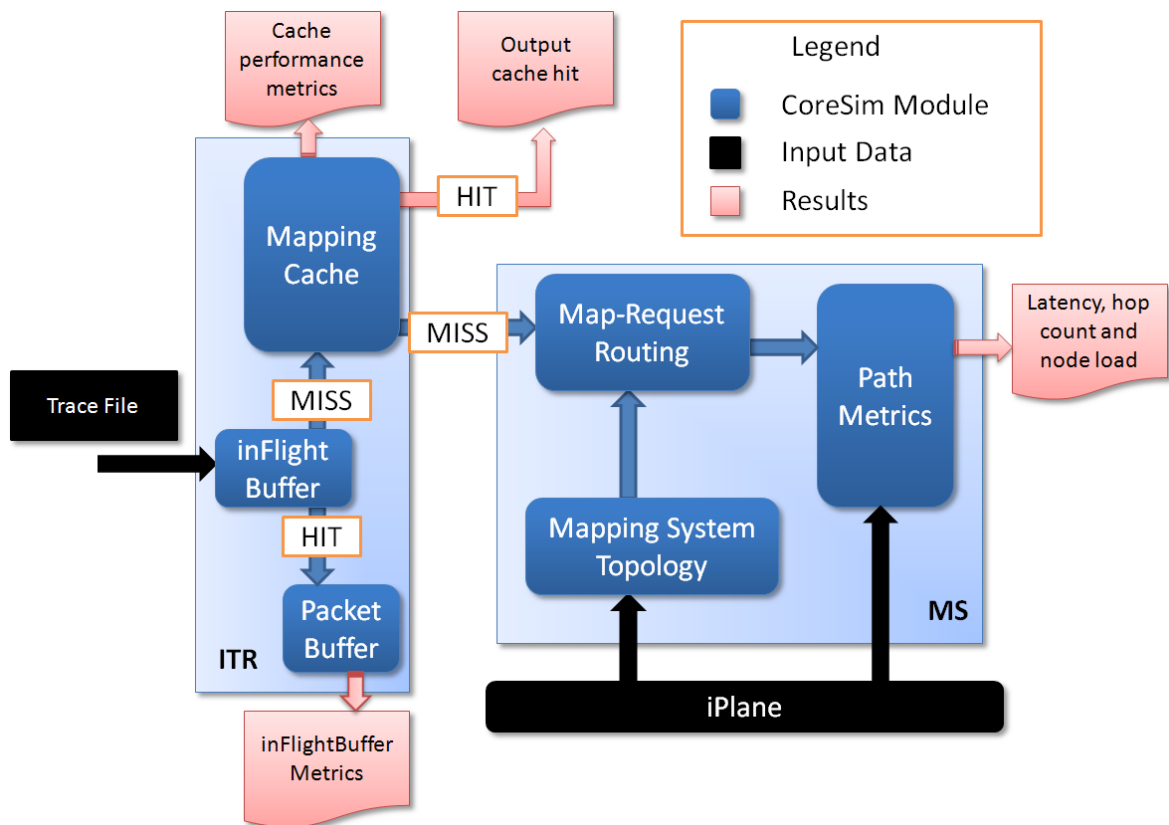 Cache
performance
metrics
Output
cache hit
Legend
CoreSim Module
Input Data
Results
HIT
Mapping
Cache
MISS
Map-Request
Routing
Latency, hop
count and
node load
Path
Metrics
Trace File
MISS
inFlight
Buffer
HIT
Mapping System
Topology
Packet
Buffer
ITR
MS
iPlane
inFlightBuffer
Metrics